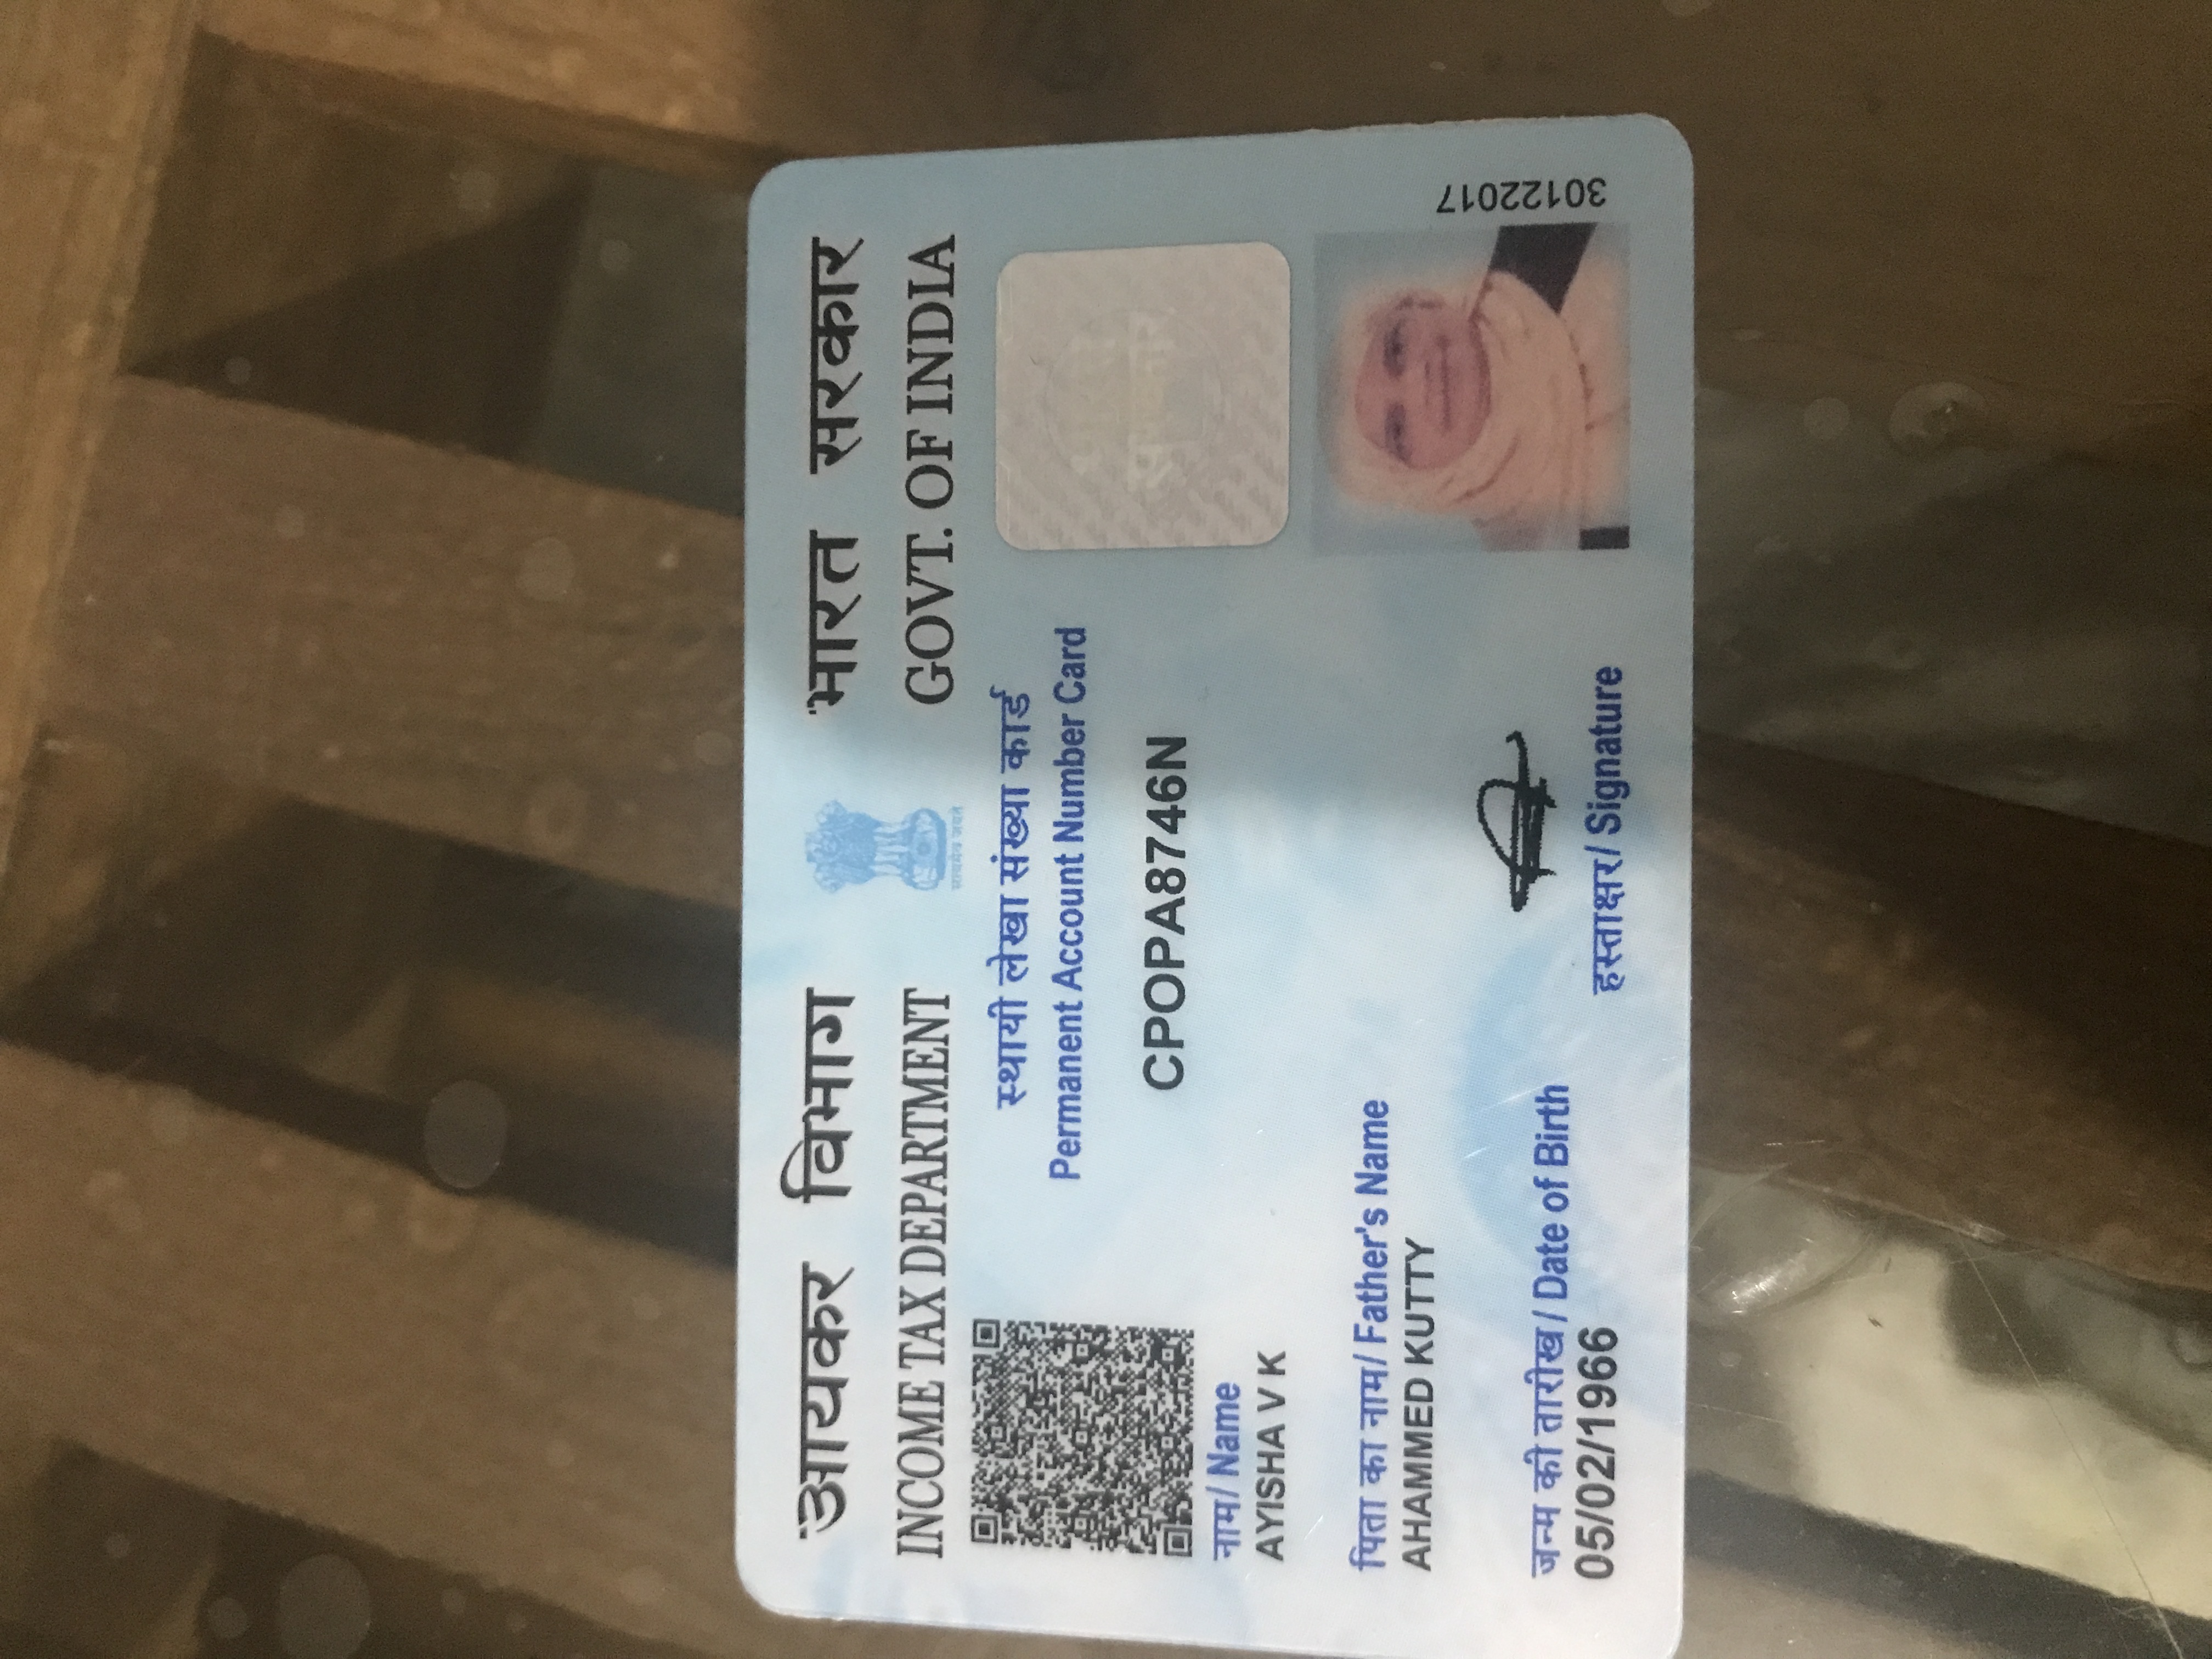 आयकर विभाग
INCOME TAX DEPARTMENT
सत्यमेव जयते
भारत सरकार
GOVT. OF INDIA
स्थायी लेखा संख्या कार्ड
Permanent Account Number Card
CPOPA8746N
भारत
नाम/ Name
AYISHA V K
पिता का नाम/ Father's Name
AHAMMED KUTTY
जन्म की तारीख / Date of Birth
05/02/1966
हस्ताक्षर/ Signature
30122017